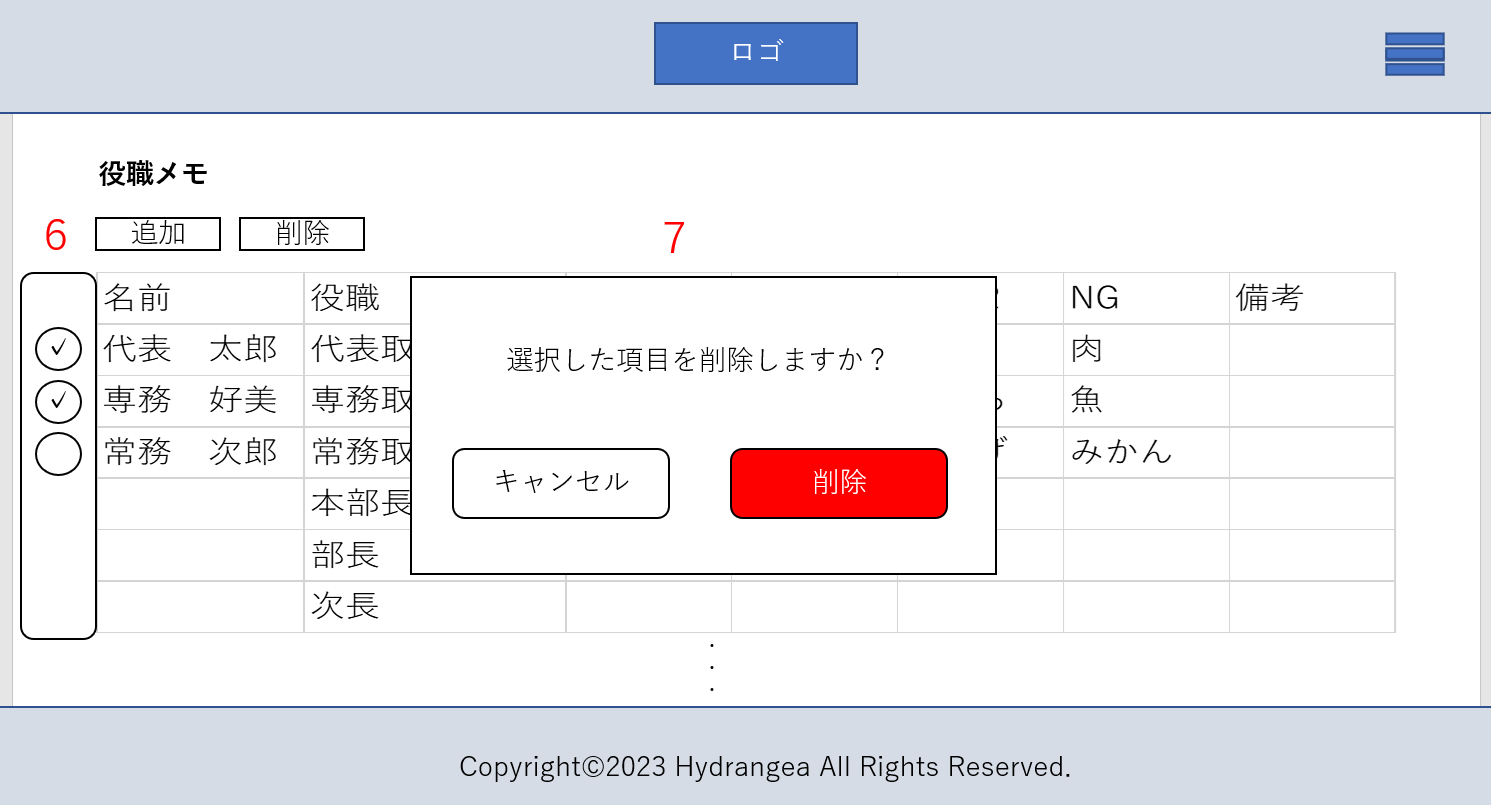 ロゴ
役職メモ
6 追加 削除 7
名前 役職 NG 備考
代表 太郎 代表取 肉
選択した項目を削除しますか？
専務 好美 専務取 魚
常務 次郎 常務取 みかん
キャンセル 削除
本部長
部長
次長
Copyright©2023 Hydrangea All Rights Reserved.